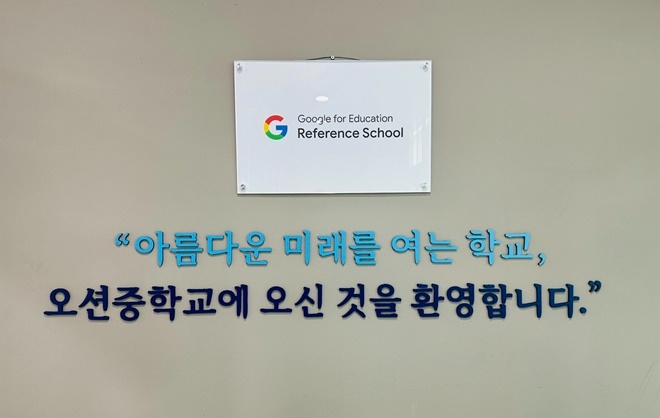 Google for Education
Reference School
“아름다운 미래를 여는 학교,
오션중학교에 오신 것을 환영합니다.”